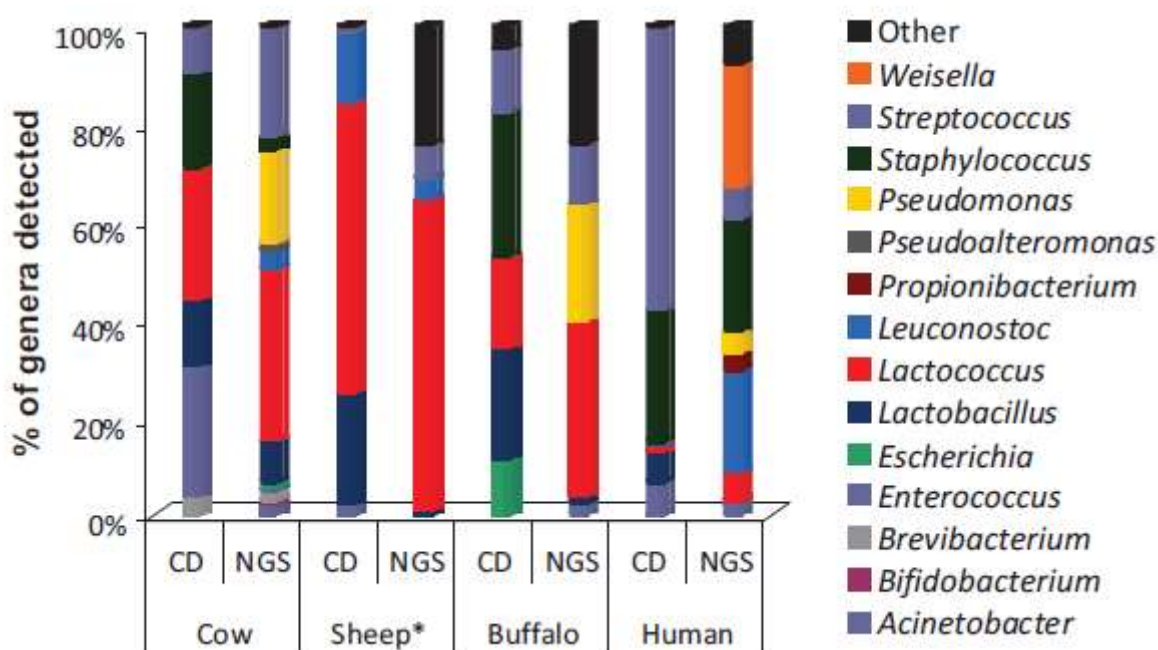 % of genera detected
100%
80%
60%
40%
20%
0%
CD NGS CD NGS CD NGS CD NGS
Cow Sheep* Buffalo Human
Other
Weisella
Streptococcus
Staphylococcus
Pseudomonas
Pseudoalteromonas
Propionibacterium
Leuconostoc
Lactococcus
Lactobacillus
Escherichia
Enterococcus
Brevibacterium
Bifidobacterium
Acinetobacter